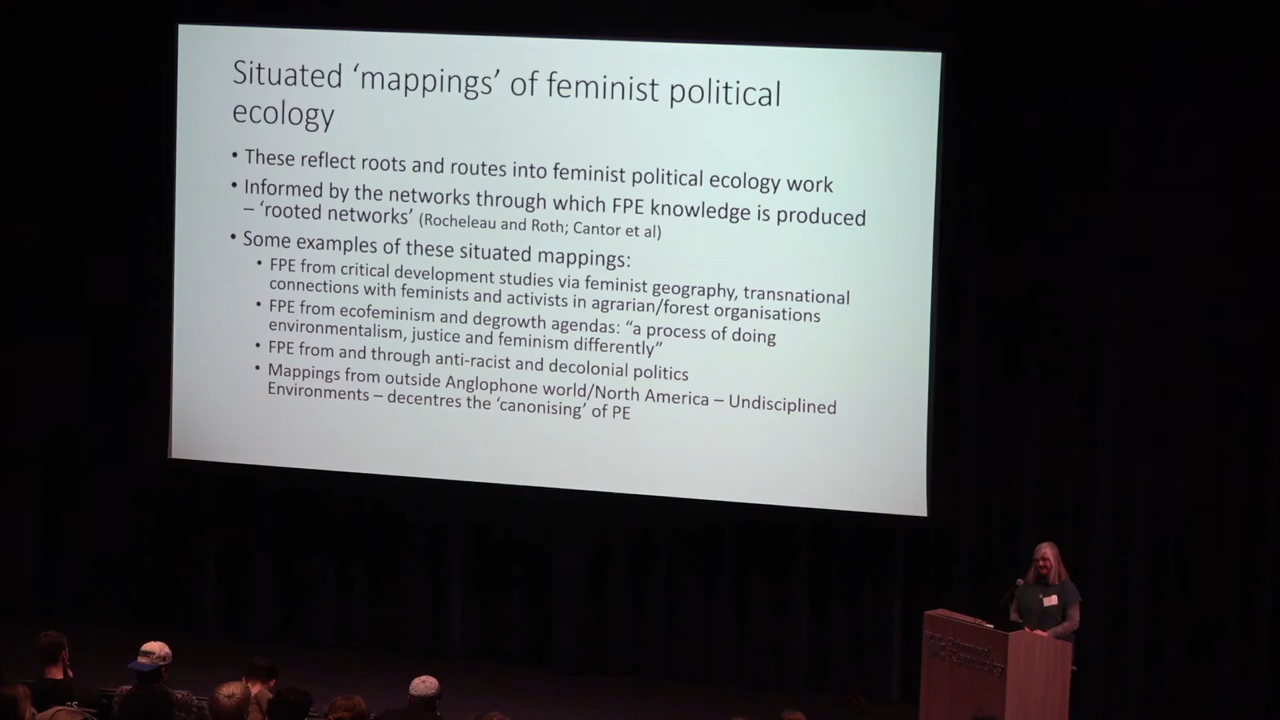 Situated ‘mappings’ of feminist political
ecology
• These reflect roots and routes into feminist political ecology work
• Informed by the networks through which FPE knowledge is produced
– ‘rooted networks’ (Rocheleau and Roth; Cantor et al)
• Some examples of these situated mappings:
• FPE from critical development studies via feminist geography, transnational
connections with feminists and activists in agrarian/forest organisations
• FPE from ecofeminism and degrowth agendas: “a process of doing
environmentalism, justice and feminism differently”
• FPE from and through anti-racist and decolonial politics
• Mappings from outside Anglophone world/North America – Undisciplined
Environments – decentres the ‘canonising’ of PE